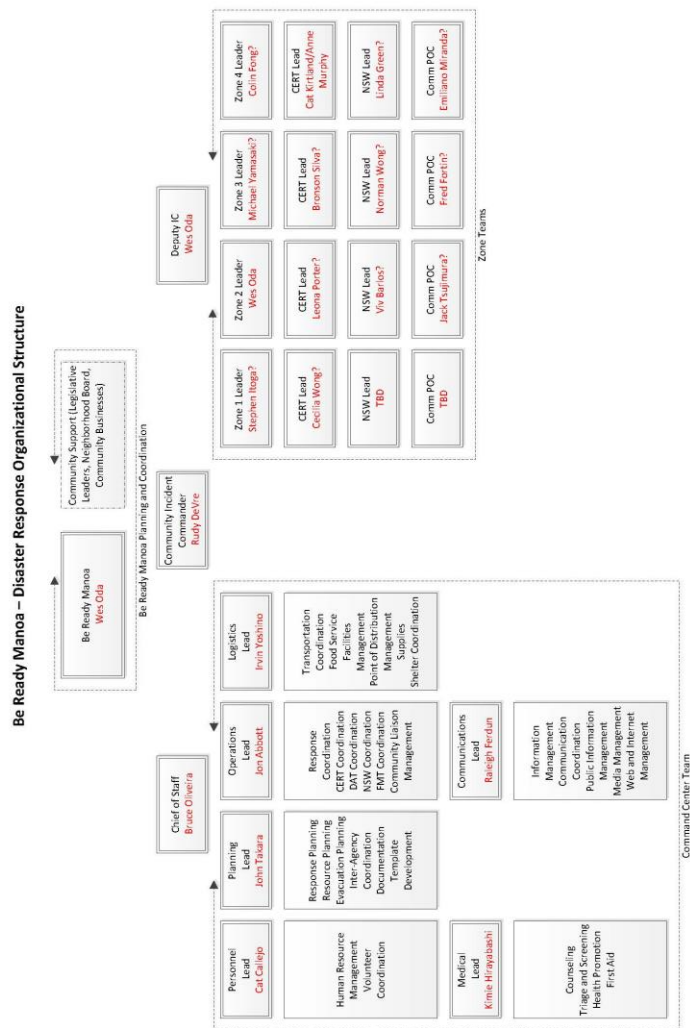 Be Ready Manoa – Disaster Response Organizational Structure
Be Ready Manoa
Wes Oda
Community Support (Legislative
Leaders, Neighborhood Board,
Community Businesses)
Be Ready Manoa Planning and Coordination
Community Incident
Commander
Rudy DeVre
Chief of Staff
Bruce Oliveira
Deputy IC
Wes Oda
Personnel
Lead
Cat Callejo
Planning
Lead
John Takara
Operations
Lead
Jon Abbott
Logistics
Lead
Irvin Yoshino
Human Resource
Management
Volunteer
Coordination
Response Planning
Resource Planning
Evacuation Planning
Inter-Agency
Coordination
Documentation
Template
Development
Response
Coordination
CERT Coordination
DAT Coordination
NSW Coordination
FMT Coordination
Community Liaison
Management
Transportation
Coordination
Food Service
Facilities
Management
Point of Distribution
Management
Supplies
Shelter Coordination
Medical
Lead
Kimie Hirayabashi
Communications
Lead
Raleigh Ferdun
Counseling
Triage and Screening
Health Promotion
First Aid
Information
Management
Communication
Coordination
Public Information
Management
Media Management
Web and Internet
Management
Command Center Team
Zone 1 Leader
Stephen Itoga?
Zone 2 Leader
Wes Oda
Zone 3 Leader
Michael Yamasaki?
Zone 4 Leader
Colin Fong?
CERT Lead
Cecilia Wong?
CERT Lead
Leona Porter?
CERT Lead
Bronson Silva?
CERT Lead
Cat Kirtland/Anne
Murphy
NSW Lead
TBD
NSW Lead
Viv Barios?
NSW Lead
Norman Wong?
NSW Lead
Linda Green?
Comm POC
TBD
Comm POC
Jack Tsujimura?
Comm POC
Fred Fortin?
Comm POC
Emiliano Miranda?
Zone Teams